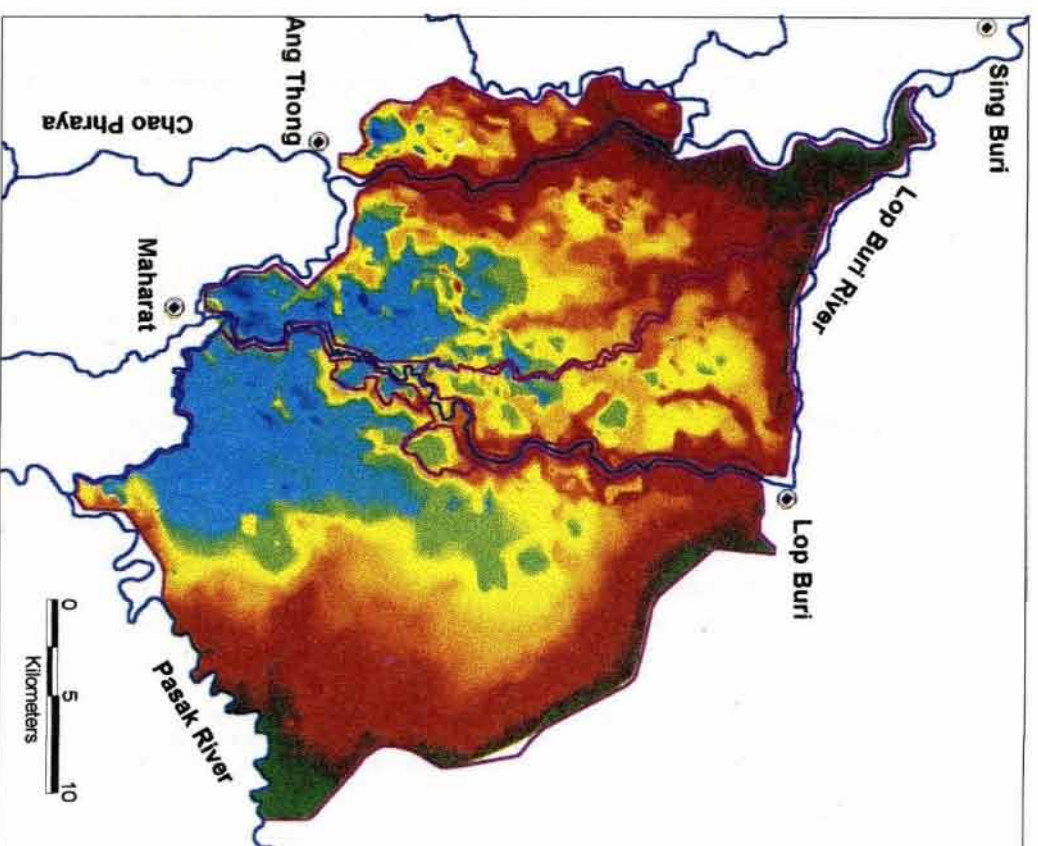 Sing Buri
Lop Buri River
Ang Thong
Chao Phraya
Maharat
Lop Buri
Pasak River
0 5 10
Kilometers